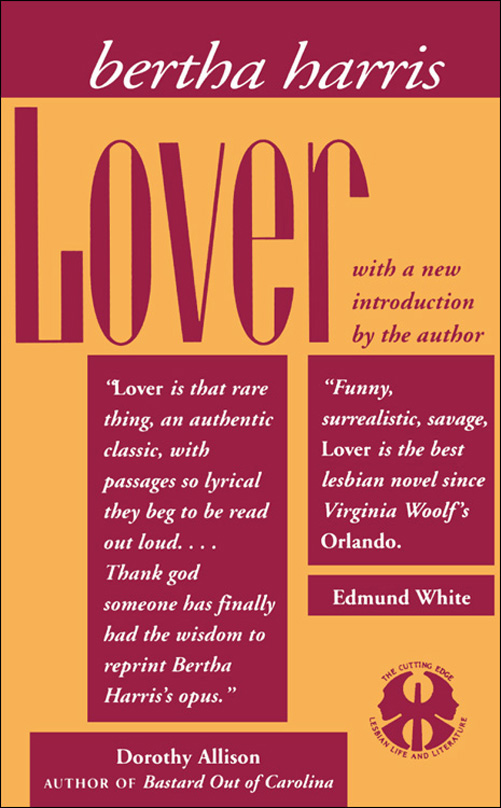 bertha harris
Lover
with a new
introduction
by the author
“Lover is that rare
thing, an authentic
classic, with
passages so lyrical
they beg to be read
out loud. . . .
Thank god
someone has finally
had the wisdom to
reprint Bertha
Harris’s opus.”
Dorothy Allison
AUTHOR OF Bastard Out of Carolina
“Funny,
surrealistic, savage,
Lover is the best
lesbian novel since
Virginia Woolf’s
Orlando.
Edmund White
THE CUTTING EDGE
LESBIAN LIFE AND LITERATURE